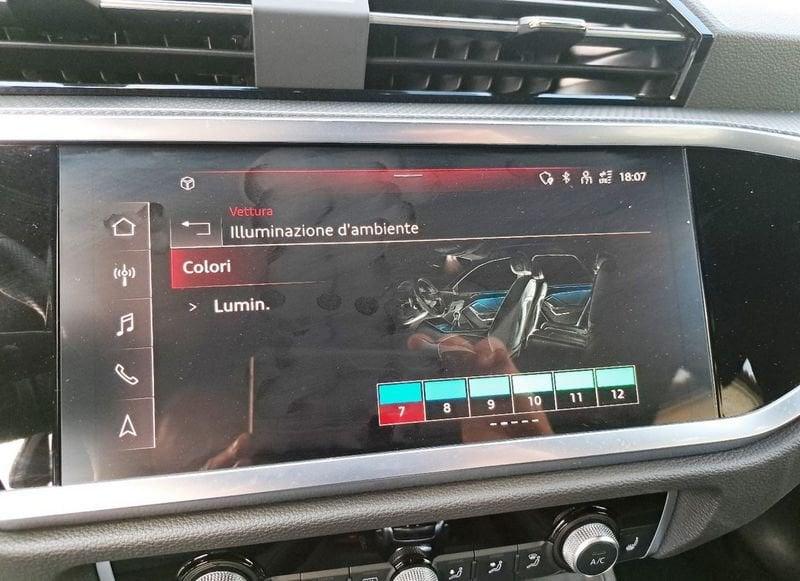 18:07
Vettura
Illuminazione d'ambiente
Colori
> Lumin.
7 8 9 10 11 12
A/C